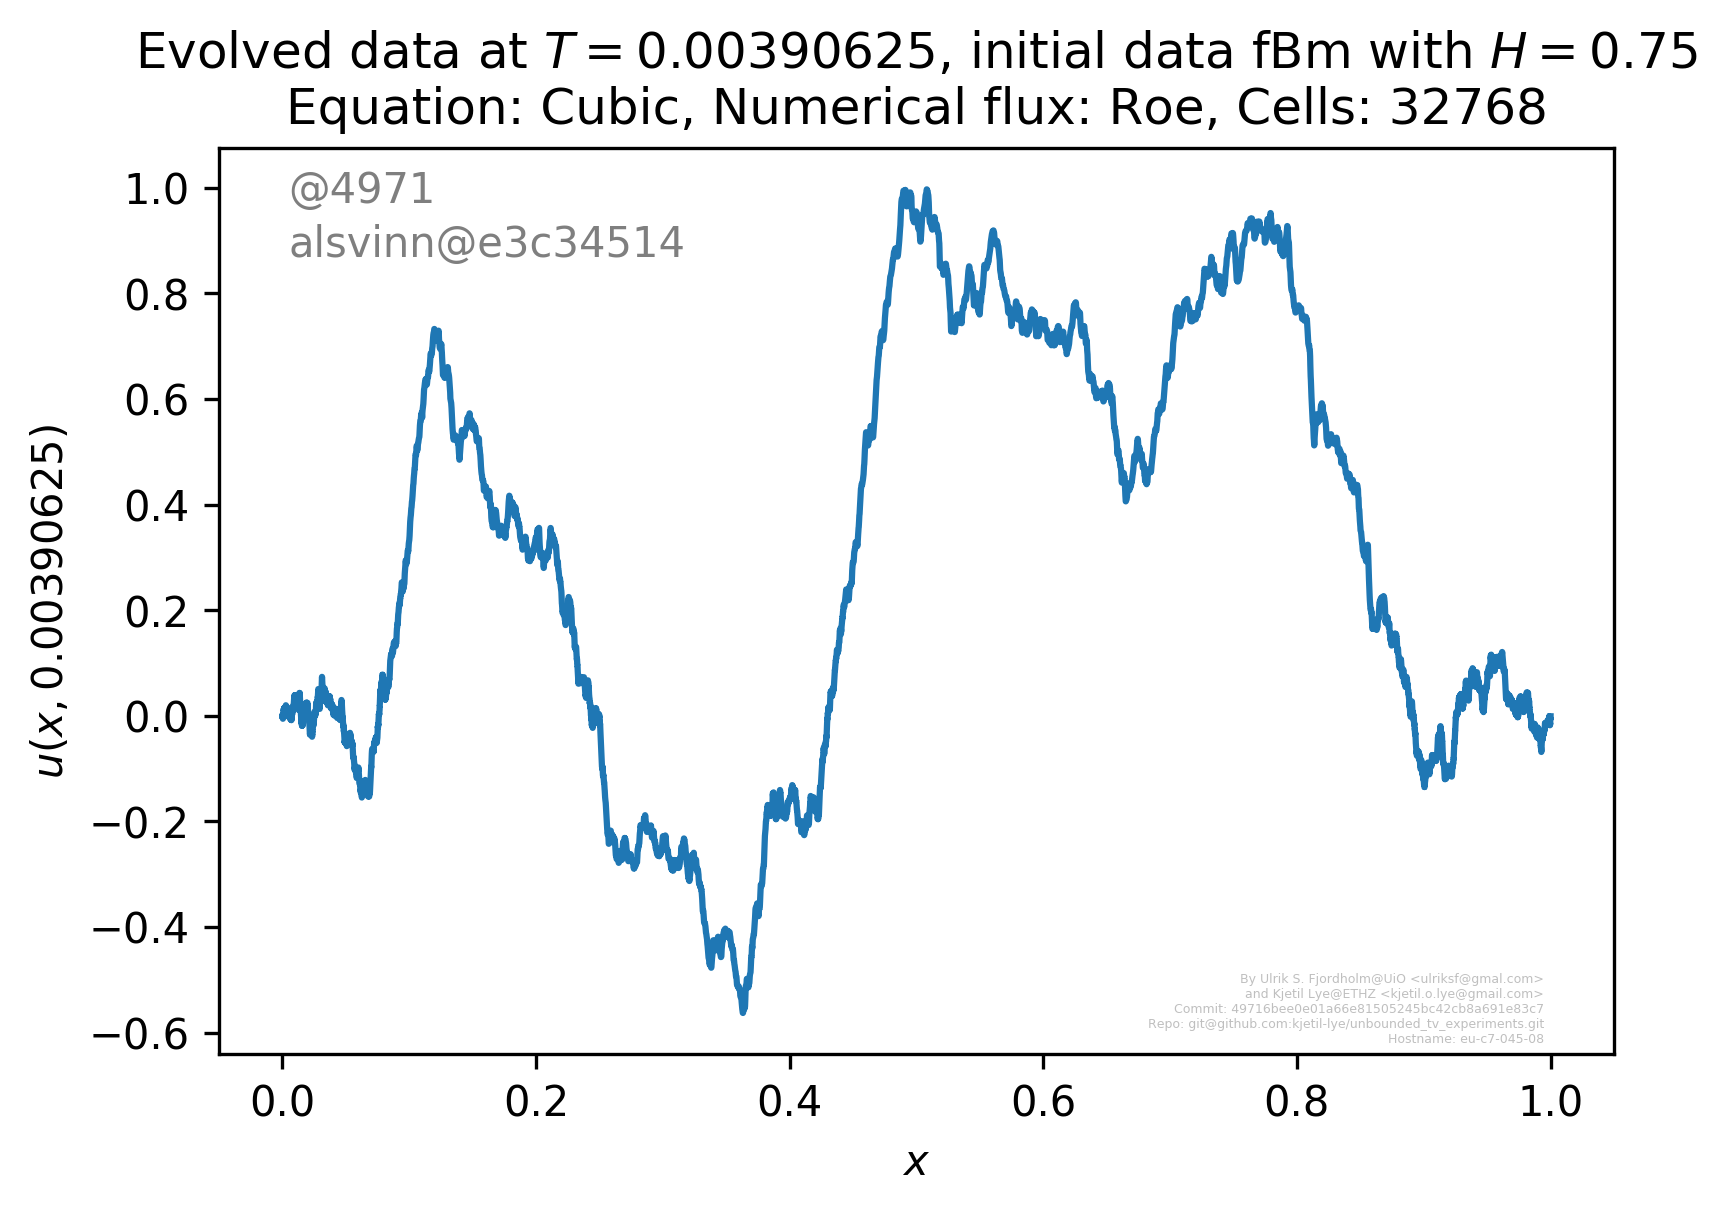 Evolved data at T = 0.00390625, initial data fBm with H = 0.75
Equation: Cubic, Numerical flux: Roe, Cells: 32768
@4971
alsvinn@e3c34514
1.0
0.8
0.6
0.4
0.2
0.0
−0.2
−0.4
−0.6
u(x, 0.00390625)
By Ulrik S. Fjordholm@UiO <ulriksf@gmal.com>
and Kjetil Lye@ETHZ <kjetil.o.lye@gmail.com>
Commit: 49716bee0e01a66e81505245bc42cb8a691e83c7
Repo: git@github.com:kjetil-lye/unbounded_tv_experiments.git
Hostname: eu-c7-045-08
0.0 0.2 0.4 0.6 0.8 1.0
x